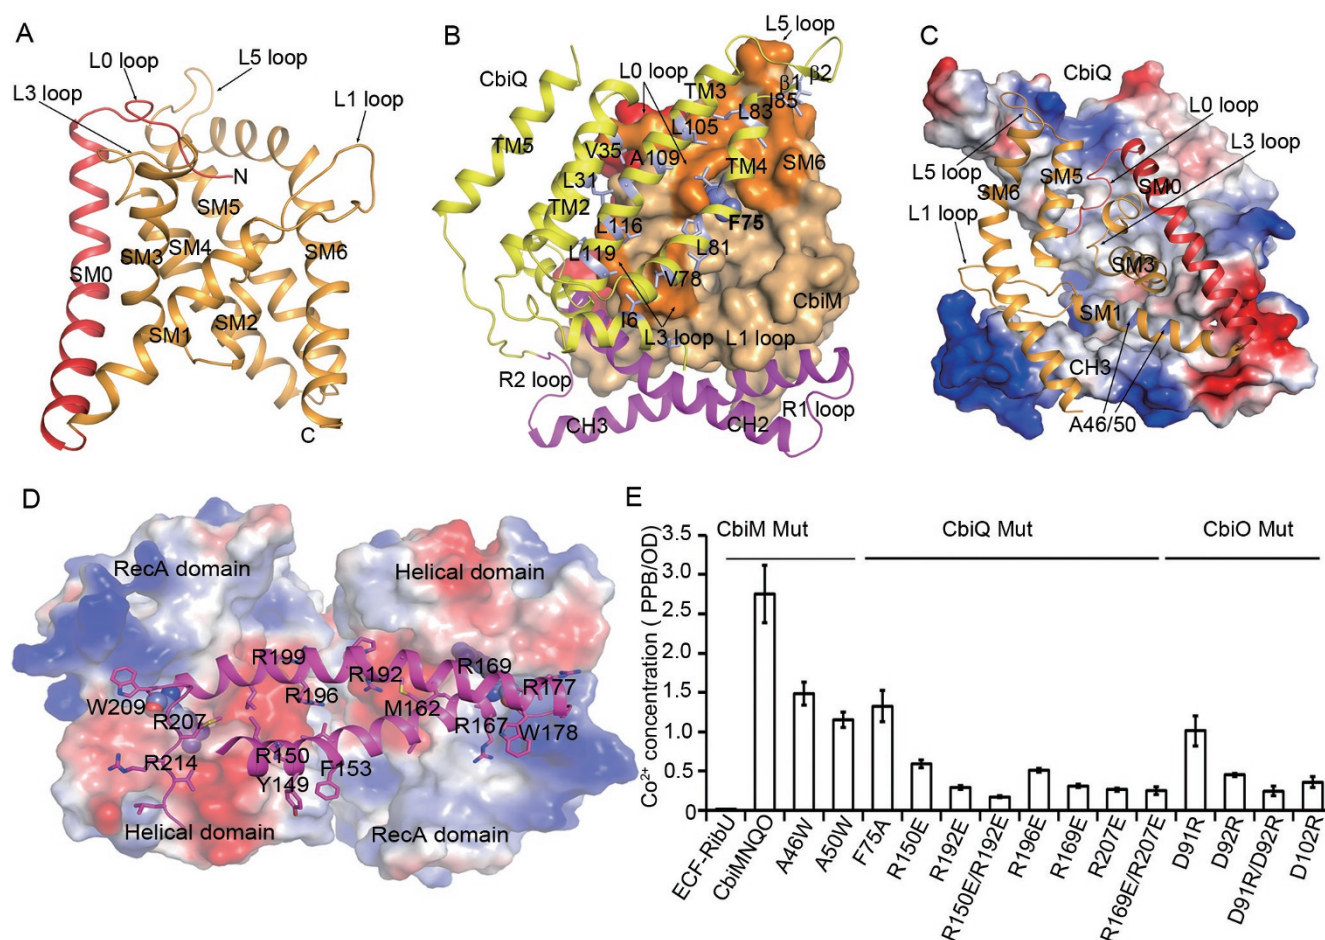 A
L0 loop
L5 loop
L3 loop
L1 loop
N
SM5
SM4
SM3
SM6
SM0
SM2
SM1
C
B
L5 loop
CbiQ
L0 loop
TM3
β1
β2
I85
L83
L105
TM5
V35
A109
TM4
SM6
L31
TM2
F75
L116
L81
L119
V78
CbiM
I6
L3 loop
L1 loop
R2 loop
R1 loop
CH3
CH2
C
CbiQ
L0 loop
L3 loop
L5 loop
SM5
SM0
SM6
L1 loop
SM3
SM1
CH3
A46/50
D
RecA domain
Helical domain
R199
R192
R169
R196
R177
W209
M162
R207
R167
W178
R214
R150
F153
Y149
Helical domain
RecA domain
E
CbiM Mut
CbiQ Mut
CbiO Mut
Co²⁺ concentration ( PPB/OD)
3.5
3.0
2.5
2.0
1.5
1.0
0.5
0
ECF-RibU
CbiMNQO
A46W
A50W
F75A
R150E
R192E
R150E/R192E
R196E
R169E
R207E
R169E/R207E
D91R
D92R
D91R/D92R
D102R